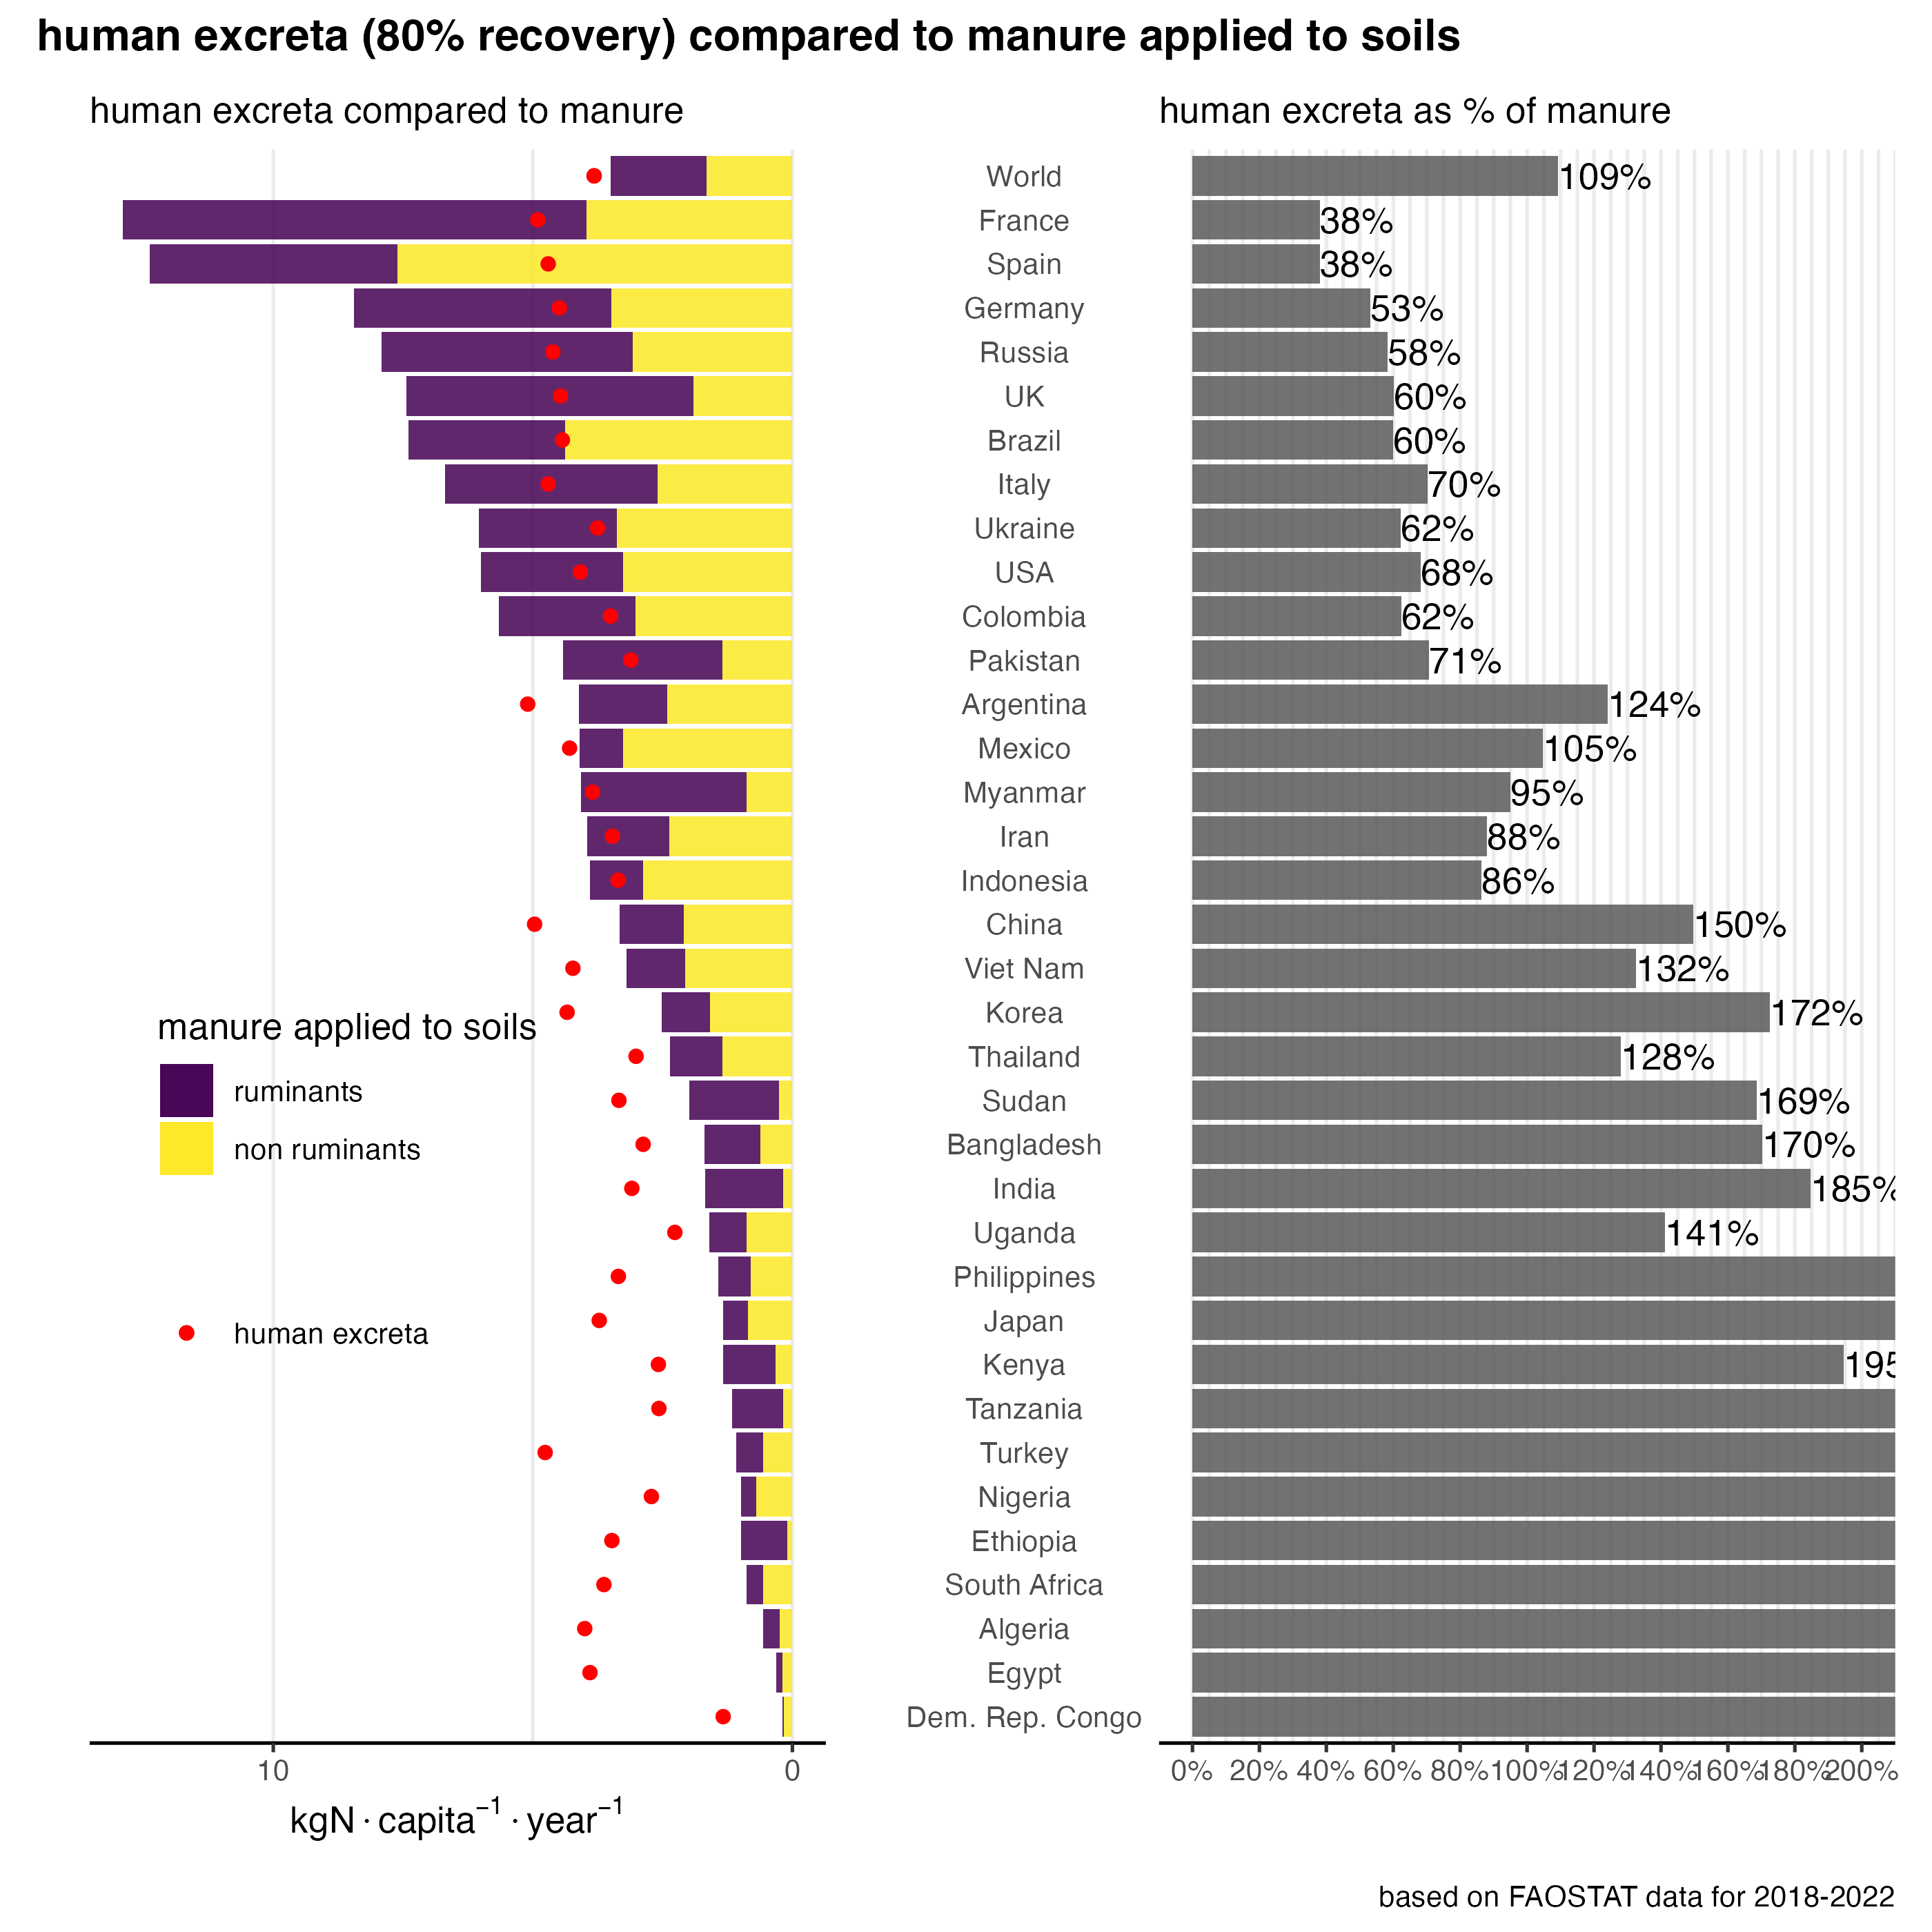 human excreta (80% recovery) compared to manure applied to soils
human excreta compared to manure
human excreta as % of manure
World 109%
France 38%
Spain 38%
Germany 53%
Russia 58%
UK 60%
Brazil 60%
Italy 70%
Ukraine 62%
USA 68%
Colombia 62%
Pakistan 71%
Argentina 124%
Mexico 105%
Myanmar 95%
Iran 88%
Indonesia 86%
China 150%
Viet Nam 132%
Korea 172%
Thailand 128%
Sudan 169%
Bangladesh 170%
India 185%
Uganda 141%
Philippines
Japan
Kenya 195
Tanzania
Turkey
Nigeria
Ethiopia
South Africa
Algeria
Egypt
Dem. Rep. Congo
manure applied to soils
ruminants
non ruminants
human excreta
10 0
kgN · capita⁻¹ · year⁻¹
0% 20% 40% 60% 80% 100% 120% 140% 160% 180% 200%
based on FAOSTAT data for 2018-2022